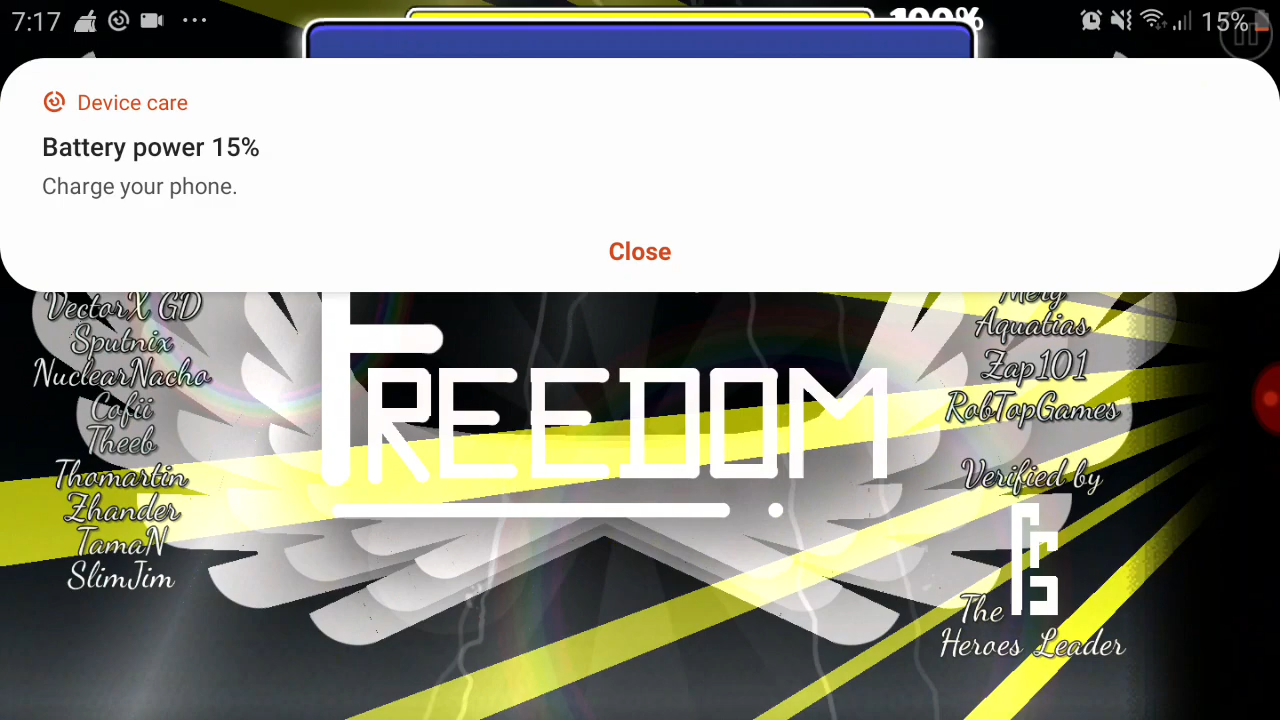 7:17
15%
100%
Device care
Battery power 15%
Charge your phone.
Close
VectorX GD
Sputnix
NuclearNacho
Cofii
Theeb
Thomartin
Zhander
TamaN
SlimJim
FREEDOM
Aquatias
Zap101
RobTopGames
Verified by
The
Heroes Leader